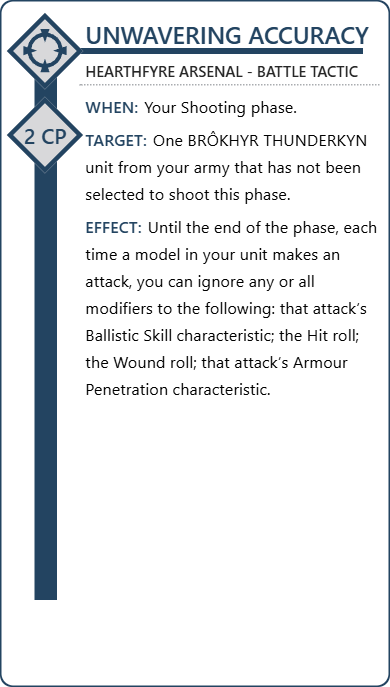 UNWAVERING ACCURACY
HEARTHFYRE ARSENAL - BATTLE TACTIC
2 CP
WHEN: Your Shooting phase.
TARGET: One BRÔKHYR THUNDERKYN
unit from your army that has not been
selected to shoot this phase.
EFFECT: Until the end of the phase, each
time a model in your unit makes an
attack, you can ignore any or all
modifiers to the following: that attack’s
Ballistic Skill characteristic; the Hit roll;
the Wound roll; that attack’s Armour
Penetration characteristic.